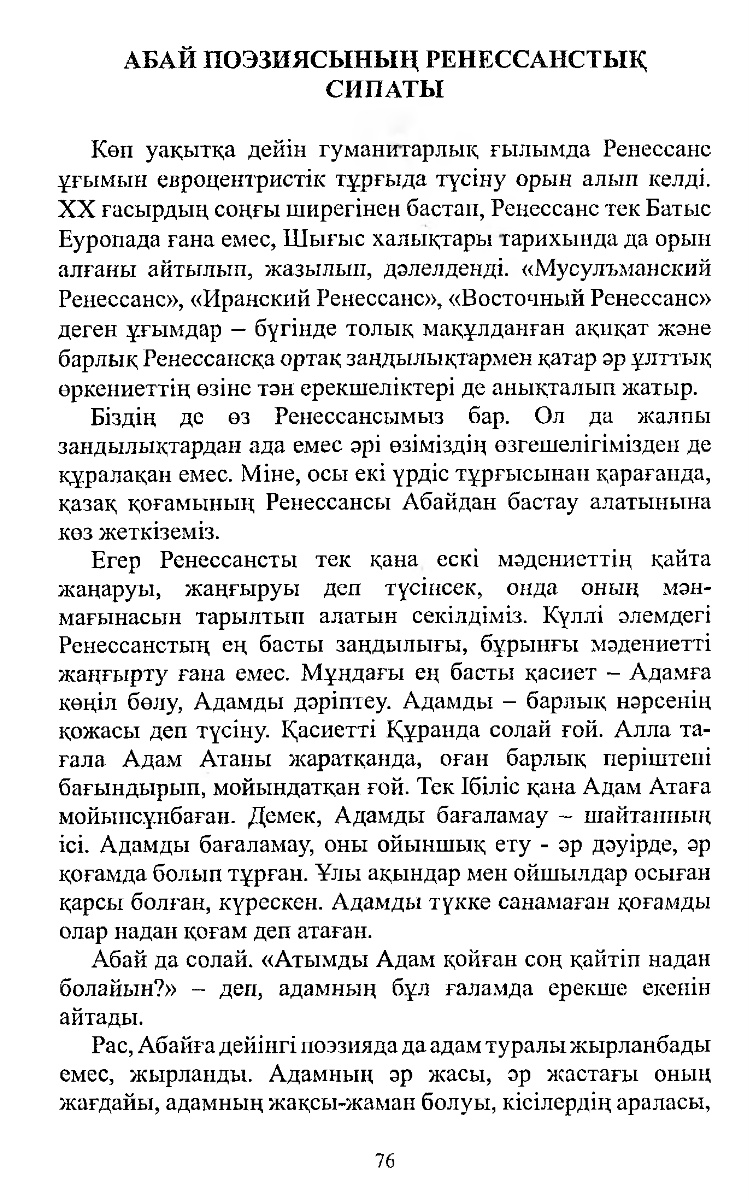 АБАЙ ПОЭЗИЯСЫНЫҢ РЕНЕССАНСТЫҚ
СИПАТЫ
Көп уақытқа дейін гуманитарлық ғылымда Ренессанс
ұғымын евроцентристік тұрғыда түсіну орын алып келді.
ХХ ғасырдың соңғы ширегінен бастап, Ренессанс тек Батыс
Еуропада ғана емес, Шығыс халықтары тарихында да орын
алғаны айтылып, жазылып, дәлелденді. «Мусулъманский
Ренессанс», «Иранский Ренессанс», «Восточный Ренессанс»
деген ұғымдар – бүгінде толық мақұлданған ақиқат және
барлық Ренессансқа ортақ заңдылықтармен қатар әр ұлттық
өркениеттің өзіне тән ерекшеліктері де анықталып жатыр.
Біздің де өз Ренессансымыз бар. Ол да жалпы
зандылықтардан ада емес әрі өзіміздің өзгешелігімізден де
құралақан емес. Міне, осы екі үрдіс тұрғысынан қарағанда,
қазақ қоғамының Ренессансы Абайдан бастау алатынына
көз жеткіземіз.
Егер Ренессансты тек қана ескі мәдениеттің қайта
жаңаруы, жаңғыруы деп түсінсек, онда оның мән-
мағынасын тарылтып алатын секілдіміз. Күллі әлемдегі
Ренессанстың ең басты заңдылығы, бұрынғы мәдениетті
жаңғырту ғана емес. Мұндағы ең басты қасиет – Адамға
көңіл бөлу, Адамды дәріптеу. Адамды – барлық нәрсенің
қожасы деп түсіну. Қасиетті Құранда солай ғой. Алла та-
ғала Адам Атаны жаратқанда, оған барлық періштені
бағындырып, мойындатқан ғой. Тек Ібіліс қана Адам Атаға
мойынсұнбаған. Демек, Адамды бағаламау – шайтанның
ісі. Адамды бағаламау, оны ойыншық ету - әр дәуірде, әр
қоғамда болып тұрған. Ұлы ақындар мен ойшылдар осыған
қарсы болған, күрескен. Адамды түкке санамаған қоғамды
олар надан қоғам деп атаған.
Абай да солай. «Атымды Адам қойған соң қайтіп надан
болайын?» – деп, адамның бұл ғаламда ерекше екенін
айтады.
Рас, Абайға дейінгі поэзияда да адам туралы жырланбады
емес, жырланды. Адамның әр жасы, әр жастағы оның
жағдайы, адамның жақсы-жаман болуы, кісілердің араласы,
76